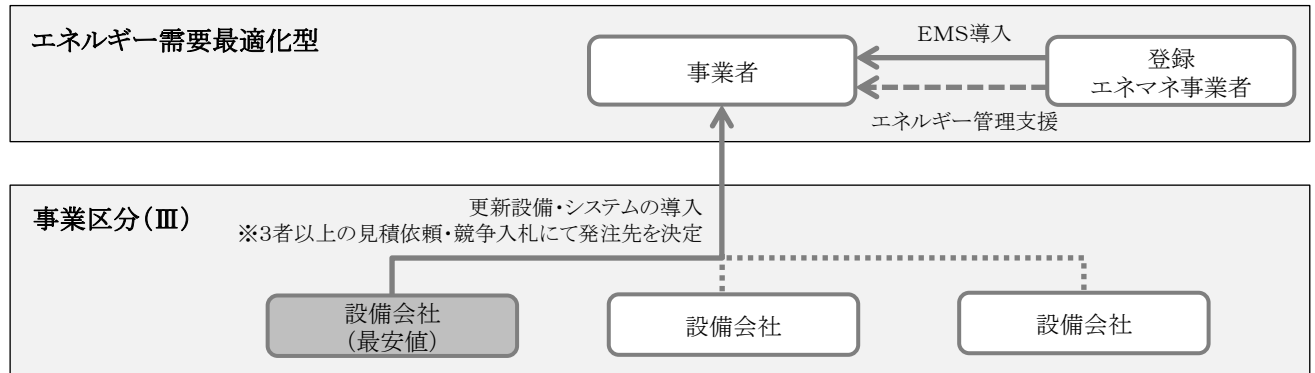 エネルギー需要最適化型
EMS導入
事業者
登録
エネマネ事業者
エネルギー管理支援
事業区分(Ⅲ)
更新設備・システムの導入
※3者以上の見積依頼・競争入札にて発注先を決定
設備会社
(最安値)
設備会社
設備会社